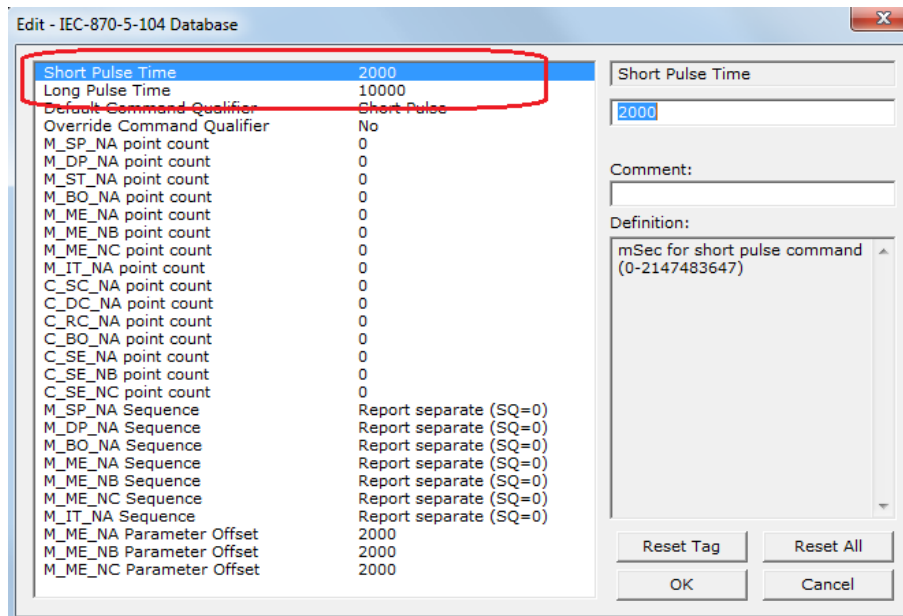 Edit - IEC-870-5-104 Database
x
Short Pulse Time 2000
Long Pulse Time 10000
Default Command Qualifier Short Pulse
Override Command Qualifier No
M_SP_NA point count 0
M_DP_NA point count 0
M_ST_NA point count 0
M_BO_NA point count 0
M_ME_NA point count 0
M_ME_NB point count 0
M_ME_NC point count 0
M_IT_NA point count 0
C_SC_NA point count 0
C_DC_NA point count 0
C_RC_NA point count 0
C_BO_NA point count 0
C_SE_NA point count 0
C_SE_NB point count 0
C_SE_NC point count 0
M_SP_NA Sequence Report separate (SQ=0)
M_DP_NA Sequence Report separate (SQ=0)
M_BO_NA Sequence Report separate (SQ=0)
M_ME_NA Sequence Report separate (SQ=0)
M_ME_NB Sequence Report separate (SQ=0)
M_ME_NC Sequence Report separate (SQ=0)
M_IT_NA Sequence Report separate (SQ=0)
M_ME_NA Parameter Offset 2000
M_ME_NB Parameter Offset 2000
M_ME_NC Parameter Offset 2000
Short Pulse Time
2000
Comment:
Definition:
mSec for short pulse command
(0-2147483647)
Reset Tag
Reset All
OK
Cancel